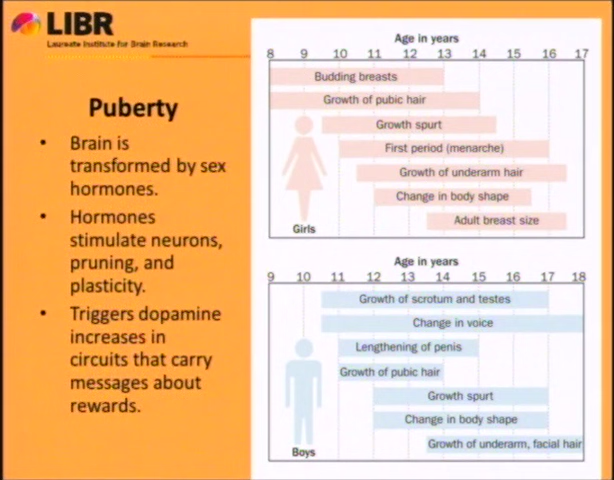 LIBR
Laureate Institute for Brain Research
Puberty
• Brain is
transformed by sex
hormones.
• Hormones
stimulate neurons,
pruning, and
plasticity.
• Triggers dopamine
increases in
circuits that carry
messages about
rewards.
Age in years
8 9 10 11 12 13 14 15 16 17
Budding breasts
Growth of pubic hair
Growth spurt
First period (menarche)
Growth of underarm hair
Change in body shape
Adult breast size
Girls
Age in years
9 10 11 12 13 14 15 16 17 18
Growth of scrotum and testes
Change in voice
Lengthening of penis
Growth of pubic hair
Growth spurt
Change in body shape
Growth of underarm, facial hair
Boys